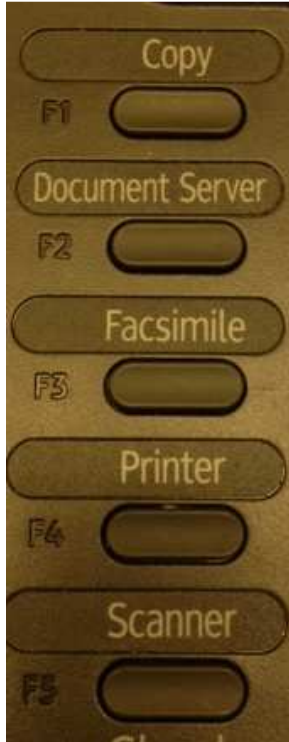 Copy
F1
Document Server
F2
Facsimile
F3
Printer
F4
Scanner
F5